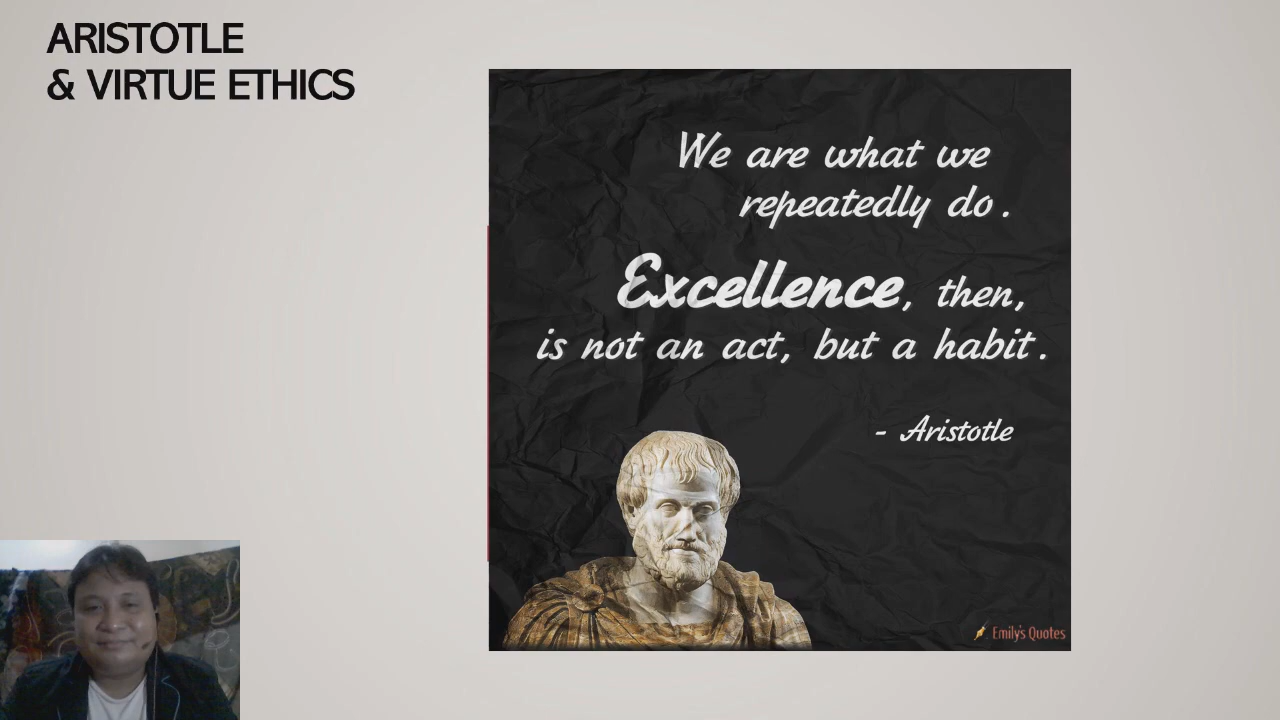 ARISTOTLE
& VIRTUE ETHICS
We are what we
repeatedly do.
Excellence, then,
is not an act, but a habit.
- Aristotle
Emily's Quotes